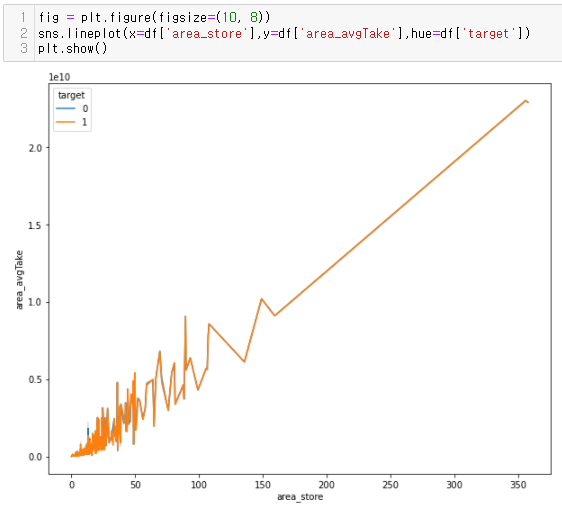 1 fig = plt.figure(figsize=(10, 8))
2 sns.lineplot(x=df['area_store'],y=df['area_avgTake'],hue=df['target'])
3 plt.show()
1e10
target
0
1
2.0
1.5
1.0
0.5
0.0
area_avgTake
0 50 100 150 200 250 300 350
area_store